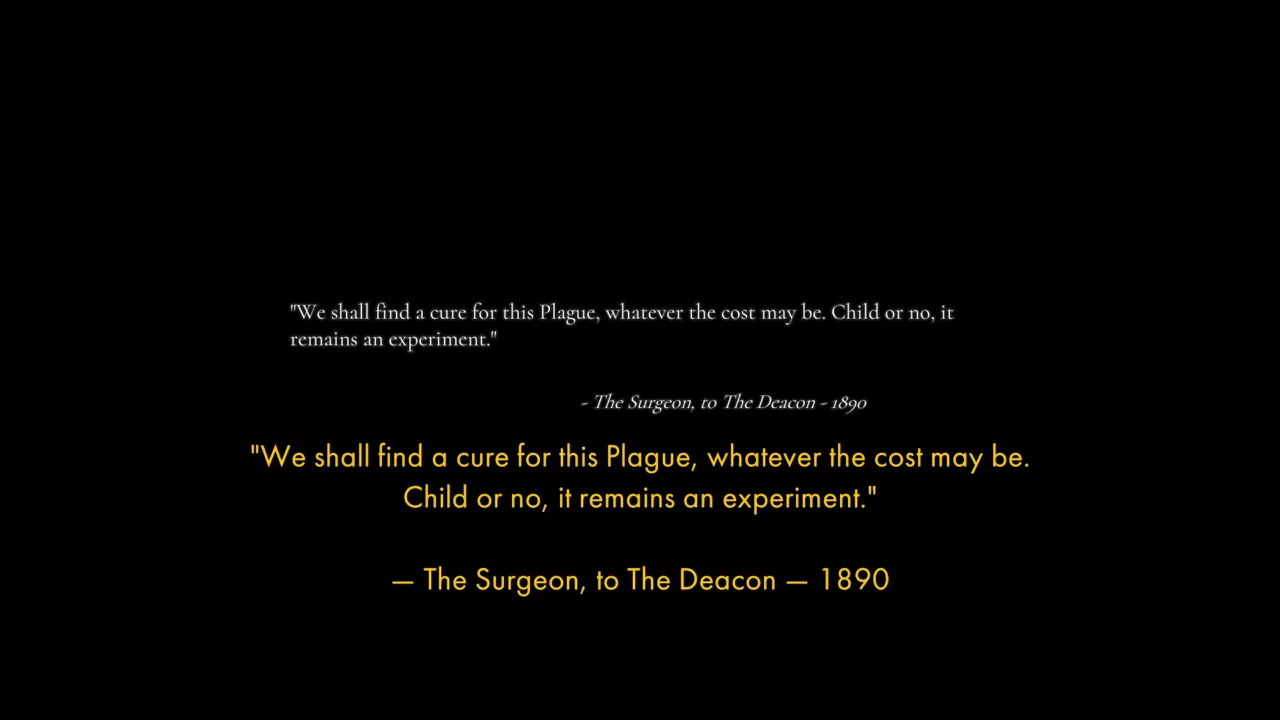 "We shall find a cure for this Plague, whatever the cost may be. Child or no, it
remains an experiment."
- The Surgeon, to The Deacon - 1890
"We shall find a cure for this Plague, whatever the cost may be.
Child or no, it remains an experiment."
— The Surgeon, to The Deacon — 1890